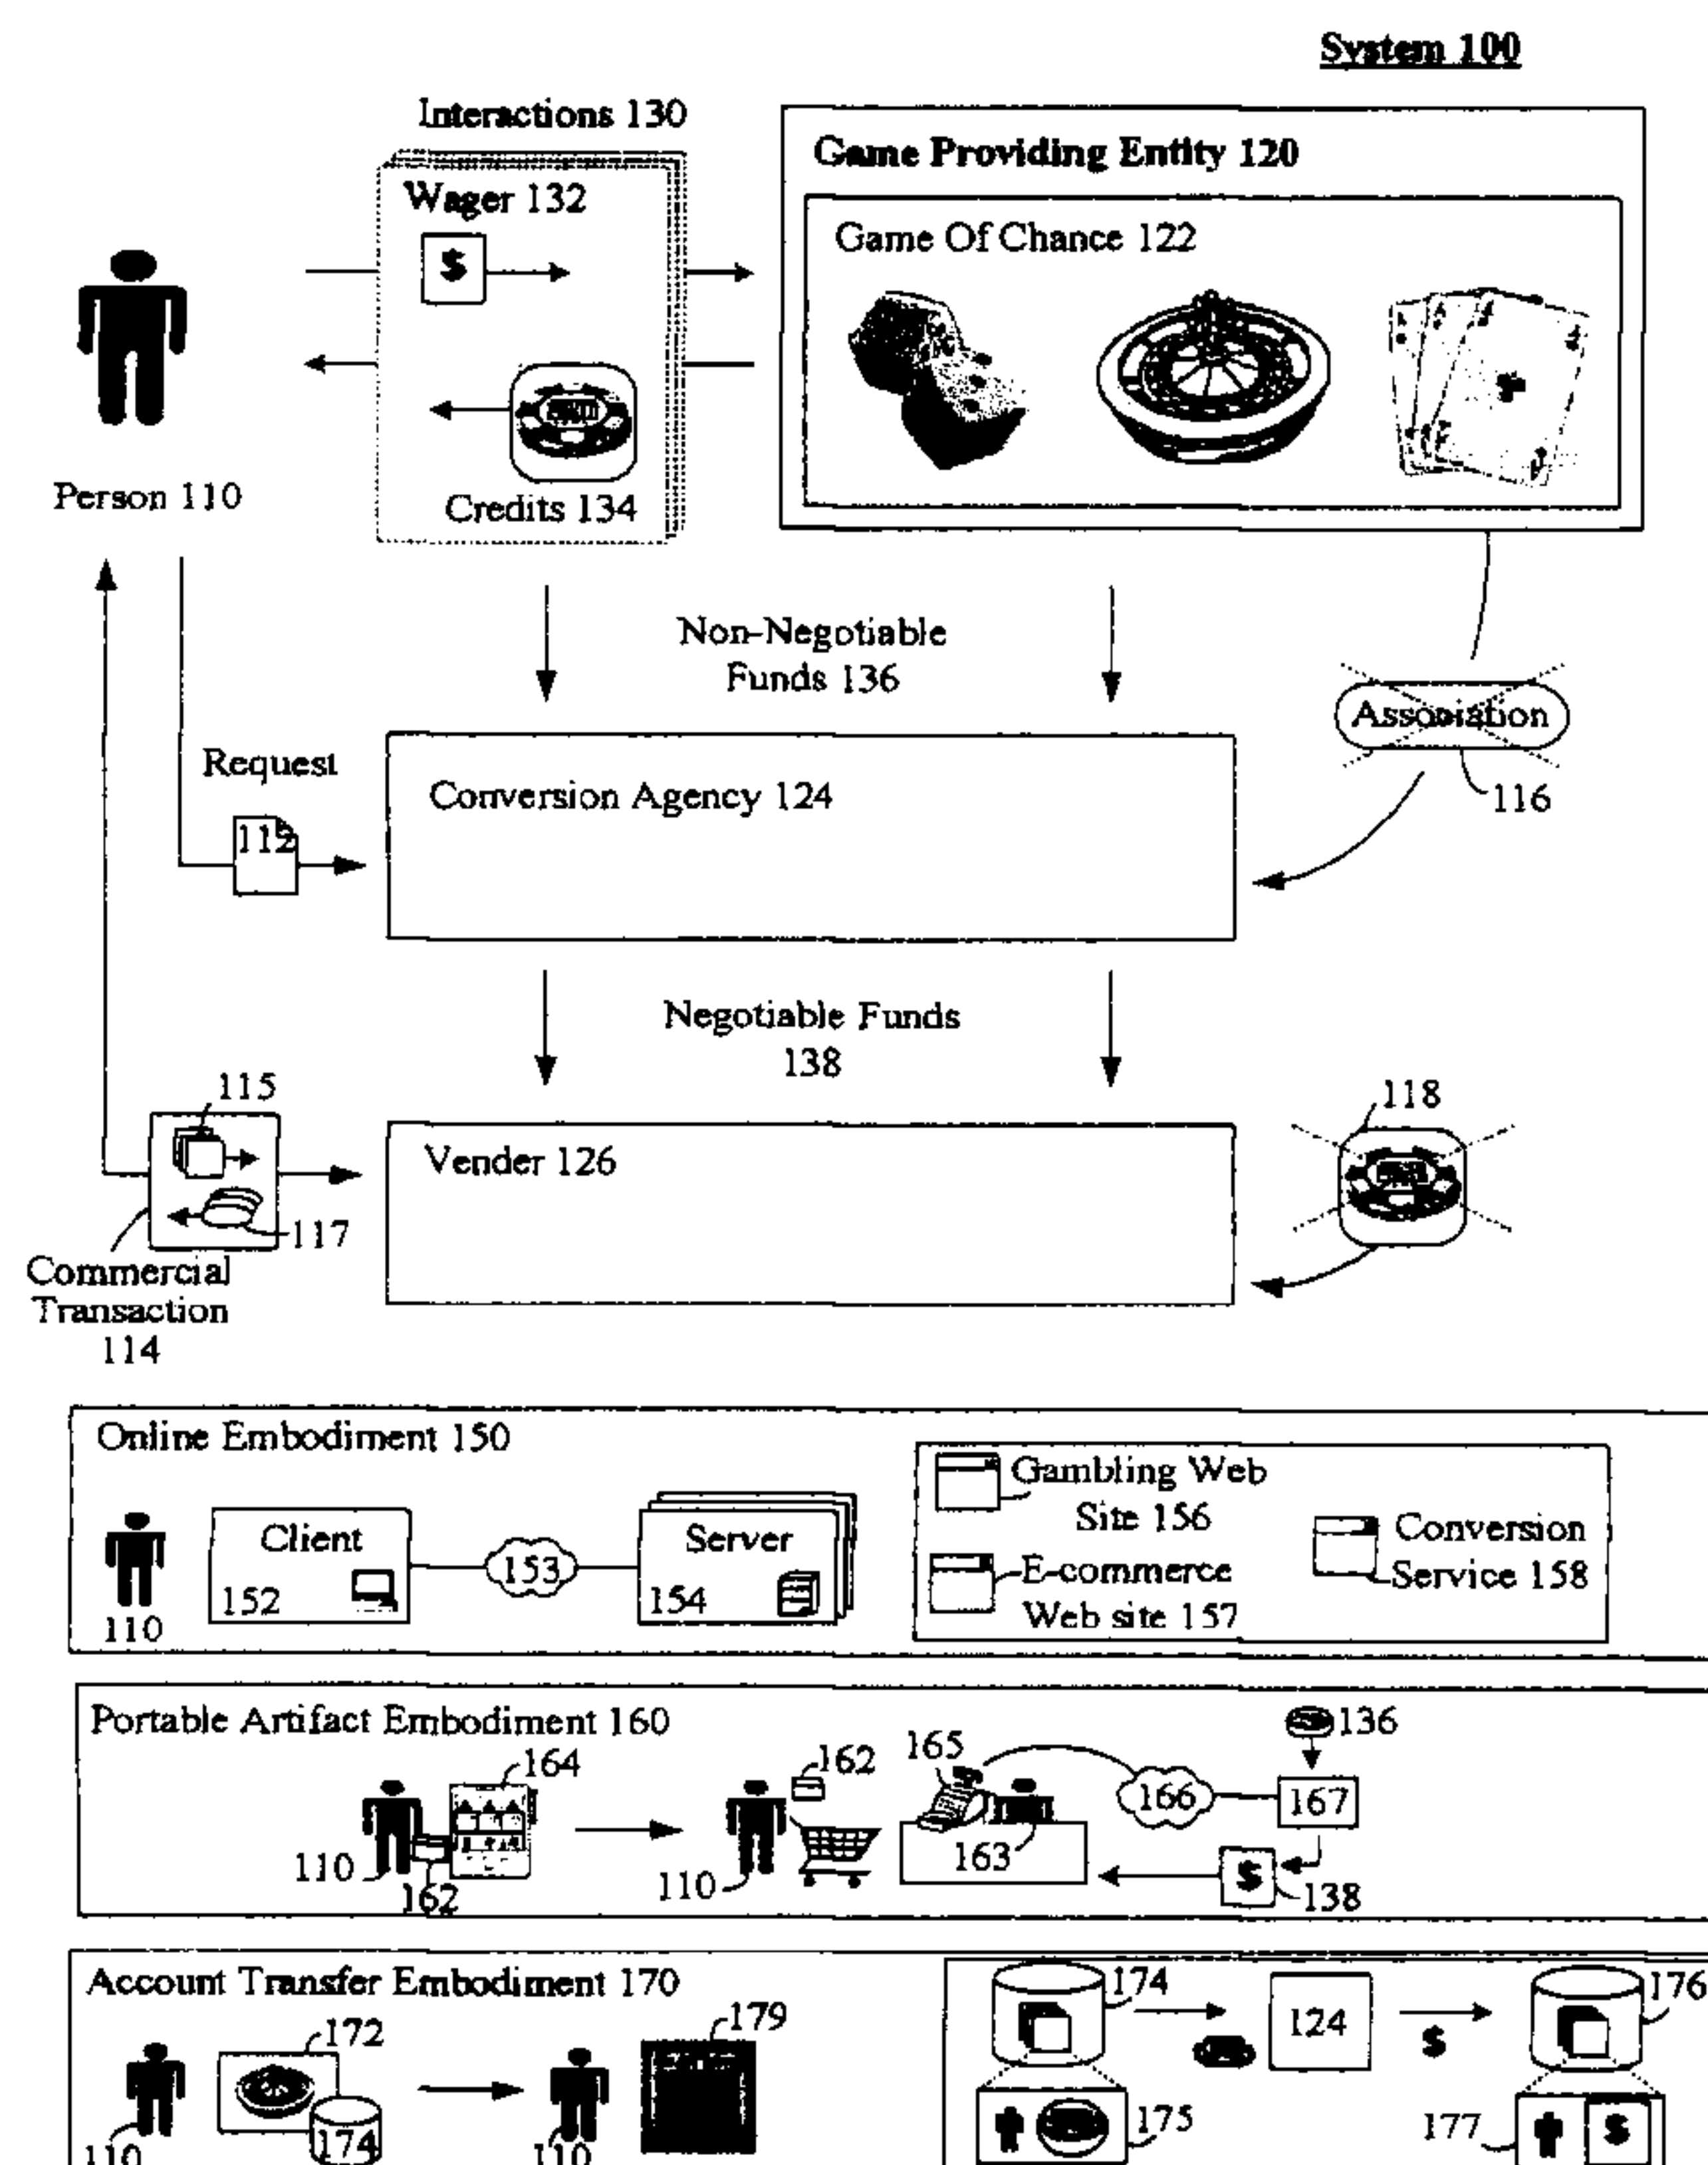 System 100
Interactions 130
Game Providing Entity 120
Wager 132
$
Game Of Chance 122
Credits 134
Person 110
Non-Negotiable
Funds 136
Association
116
Request
112
Conversion Agency 124
Negotiable Funds
138
115
118
Vender 126
117
Commercial
Transaction
114
Online Embodiment 150
Client
152
153
Server
154
110
Gambling Web
Site 156
E-commerce
Web site 157
Conversion
Service 158
Portable Artifact Embodiment 160
164
110
162
162
110
165
163
166
136
167
$
138
Account Transfer Embodiment 170
172
174
110
179
110
174
124
$
176
175
177
$